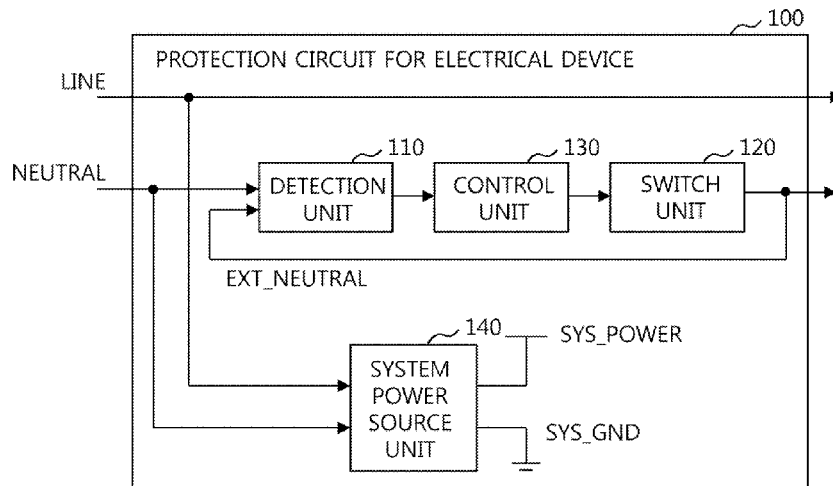 100
PROTECTION CIRCUIT FOR ELECTRICAL DEVICE
LINE
110
130
120
NEUTRAL
DETECTION
UNIT
CONTROL
UNIT
SWITCH
UNIT
EXT_NEUTRAL
140
SYS_POWER
SYSTEM
POWER
SOURCE
UNIT
SYS_GND